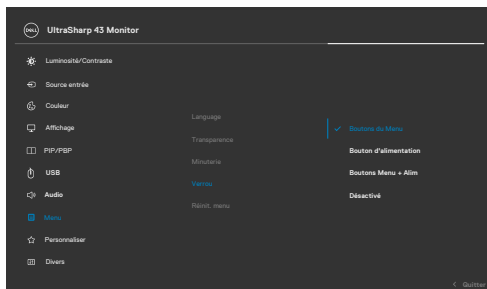 DELL
UltraSharp 43 Monitor
Luminosité/Contraste
Source entrée
Couleur
Affichage
PIP/PBP
USB
Audio
Menu
Personnaliser
Divers
Language
Transparence
Minuterie
Verrou
Réinit. menu
Boutons du Menu
Bouton d'alimentation
Boutons Menu + Alim
Désactivé
Quitter